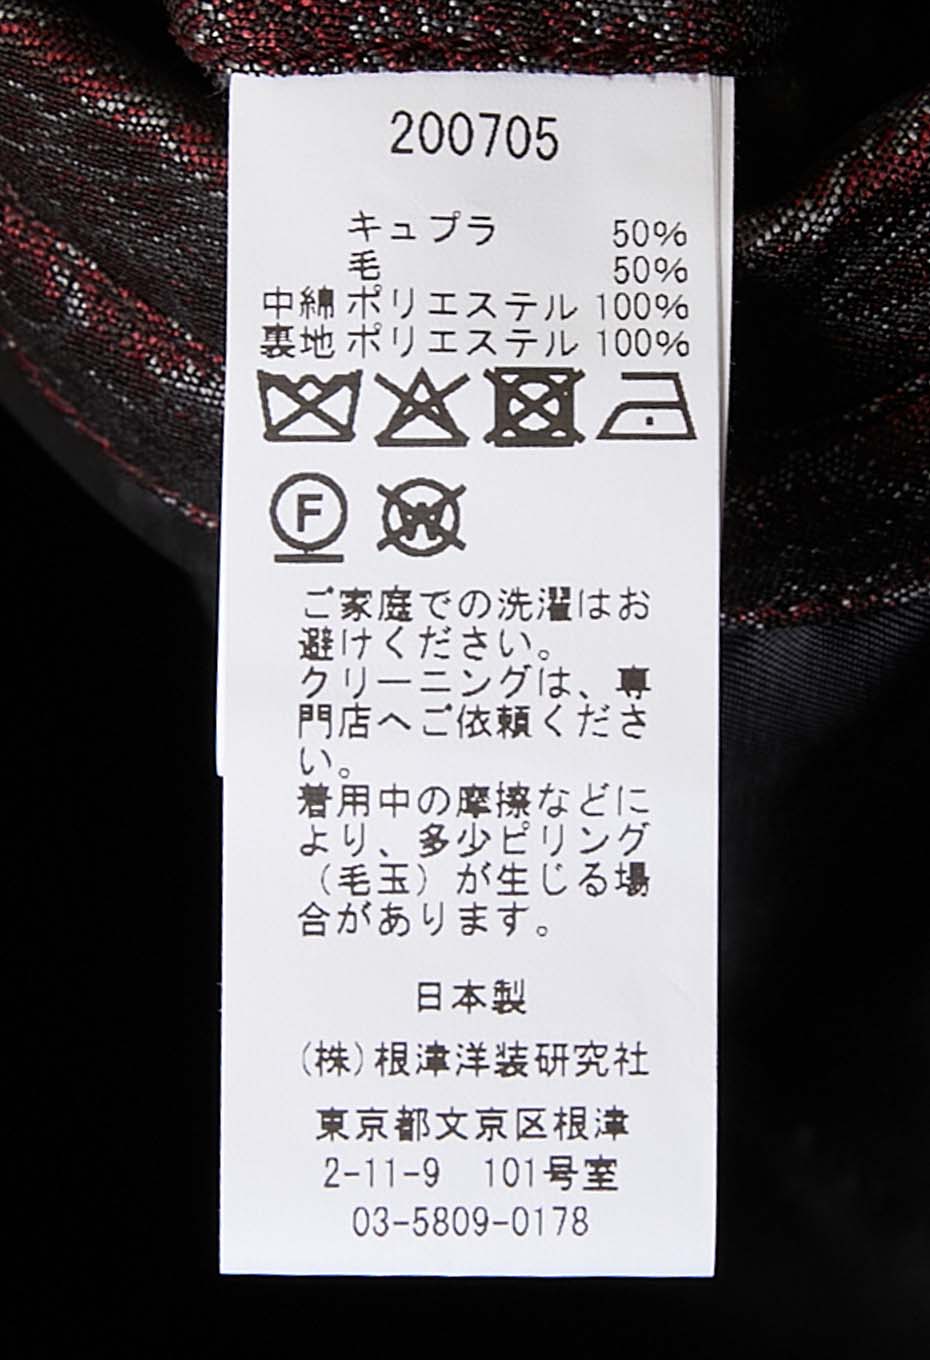 200705
キュプラ 50%
毛 50%
中綿 ポリエステル 100%
裏地 ポリエステル 100%
F W
ご家庭での洗濯はお
避けください。
クリーニングは、専
門店へご依頼くださ
い。
着用中の摩擦などに
より、多少ピリング
（毛玉）が生じる場
合があります。
日本製
(株)根津洋装研究社
東京都文京区根津
2-11-9 101号室
03-5809-0178